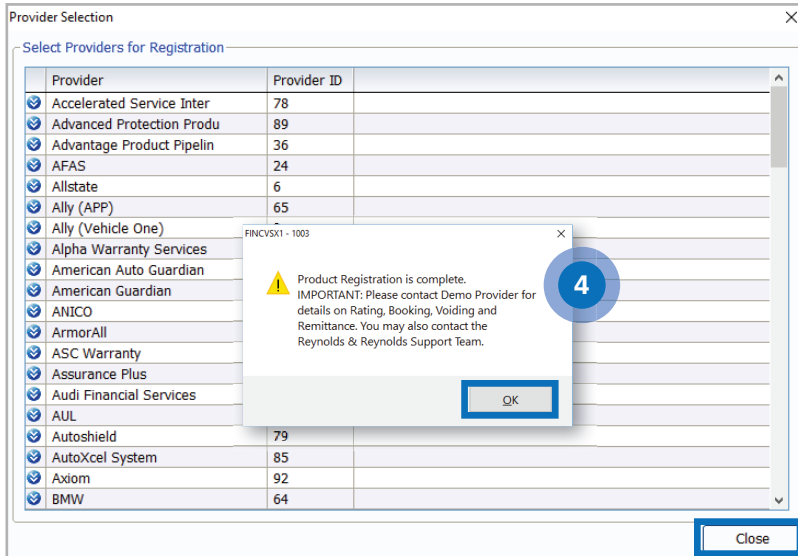 Provider Selection
Select Providers for Registration
Provider Provider ID
Accelerated Service Inter 78
Advanced Protection Produ 89
Advantage Product Pipelin 36
AFAS 24
Allstate 6
Ally (APP) 65
Ally (Vehicle One)
FINCVSX1 - 1003
Alpha Warranty Services
American Auto Guardian
American Guardian
ANICO
ArmorAll
ASC Warranty
Assurance Plus
Audi Financial Services
AUL
Autoshield 79
AutoXcel System 85
Axiom 92
BMW 64
Product Registration is complete.
IMPORTANT: Please contact Demo Provider for
details on Rating, Booking, Voiding and
Remittance. You may also contact the
Reynolds & Reynolds Support Team.
4
OK
Close